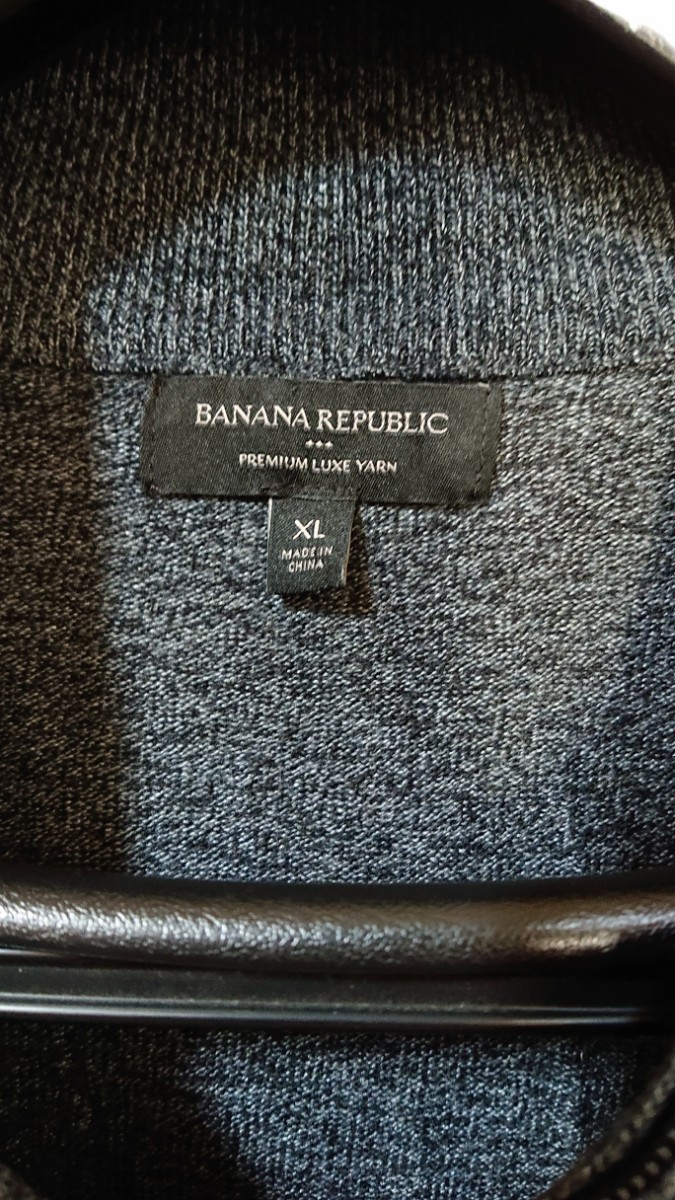 BANANA REPUBLIC
PREMIUM LUXE YARN
XL
MADE IN
CHINA